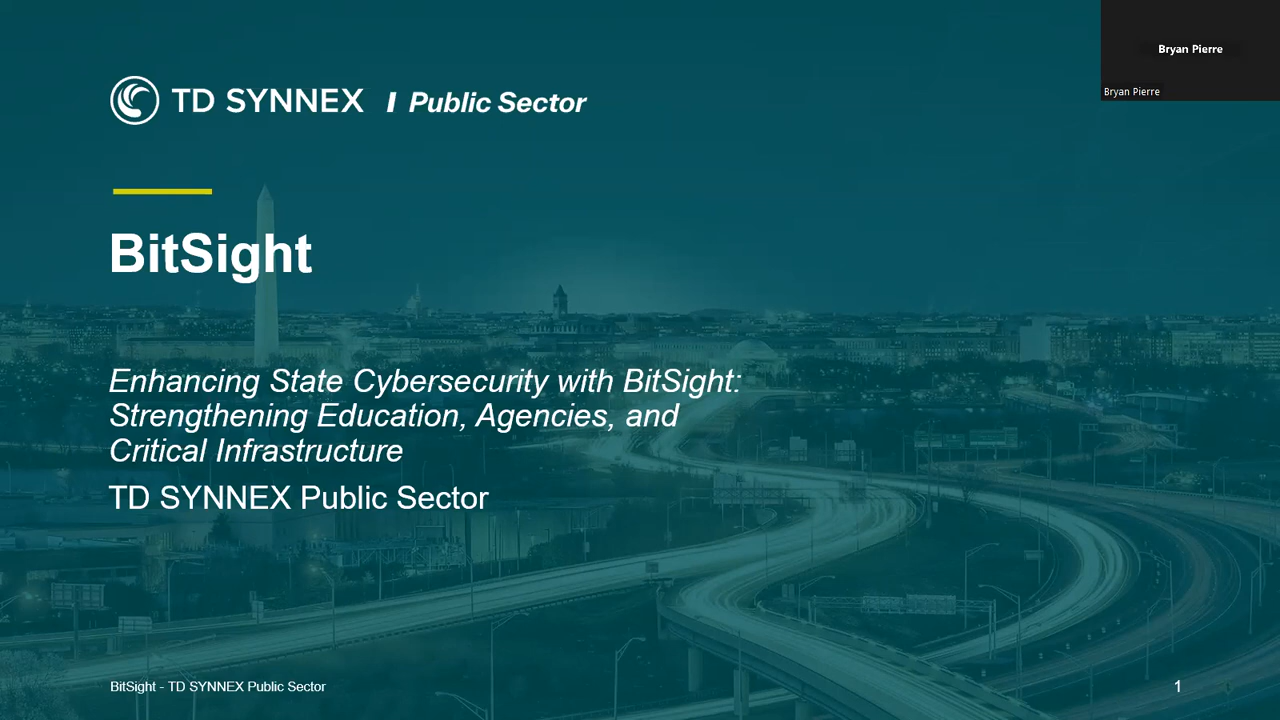 TD SYNNEX | Public Sector
Bryan Pierre
Bryan Pierre
BitSight
Enhancing State Cybersecurity with BitSight:
Strengthening Education, Agencies, and
Critical Infrastructure
TD SYNNEX Public Sector
BitSight - TD SYNNEX Public Sector
1